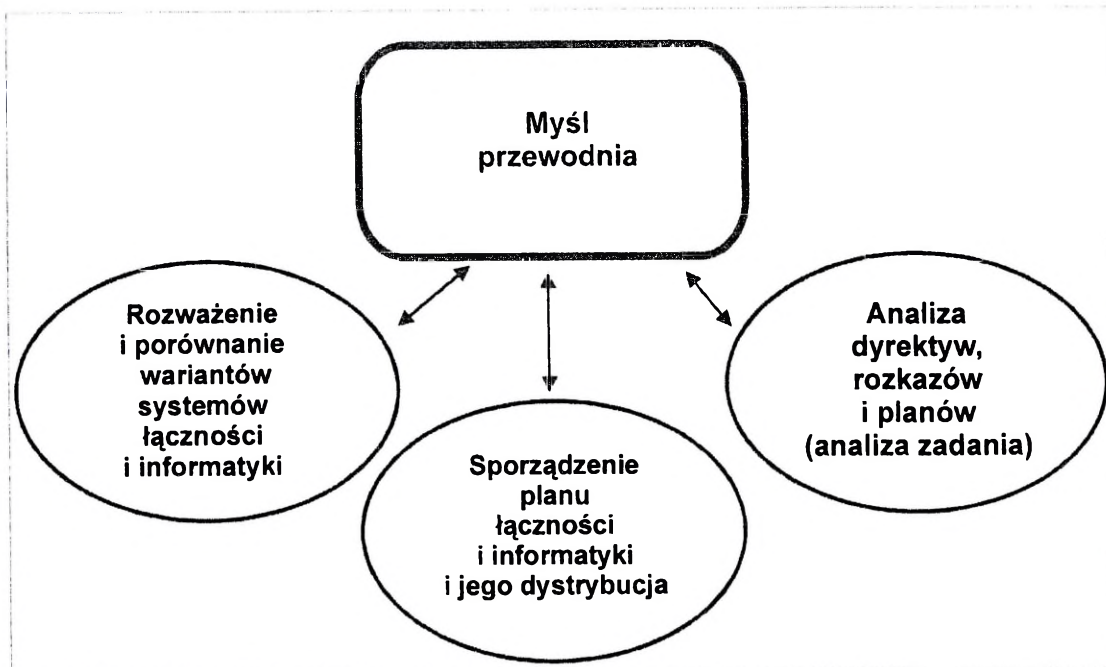 Myśl
przewodnia
Rozważenie
i porównanie
wariantów
systemów
łączności
i informatyki
Sporządzenie
planu
łączności
i informatyki
i jego dystrybucja
Analiza
dyrektyw,
rozkazów
i planów
(analiza zadania)